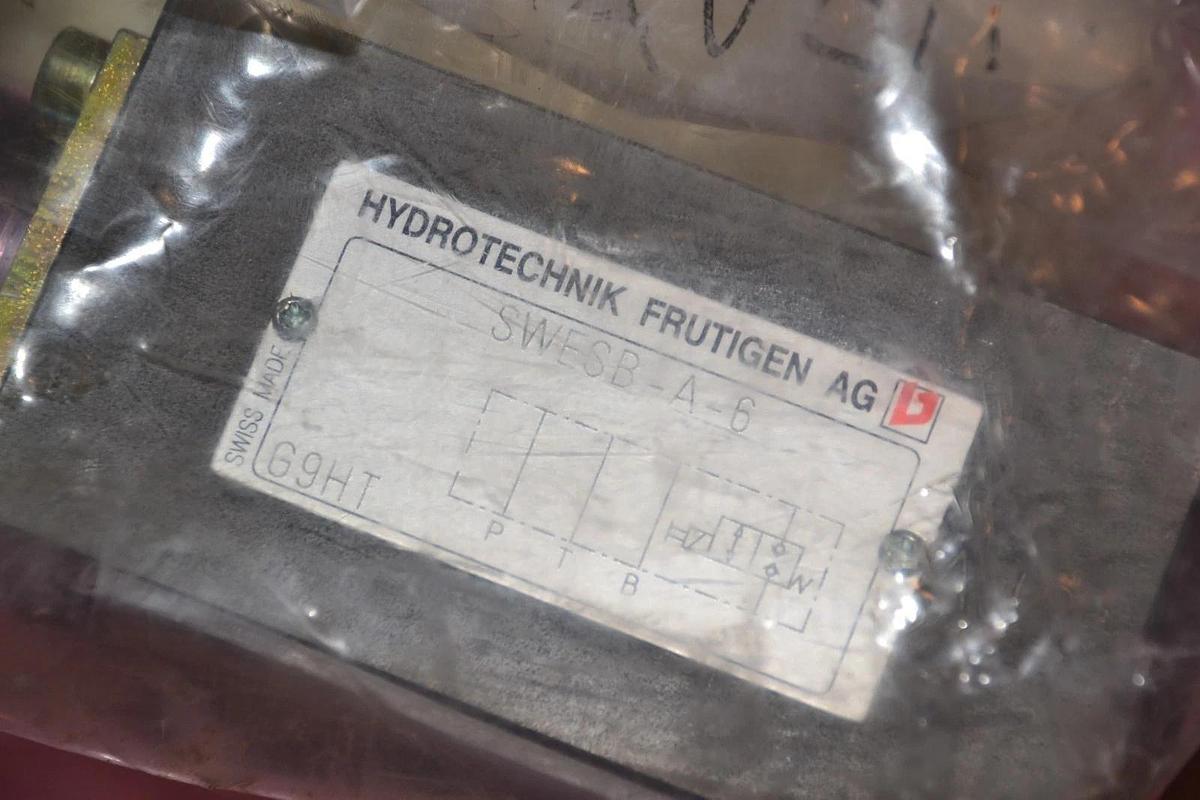 HYDROTECHNIK FRUTIGEN AG
SWESB-A-6
SWISS MADE
G9HT
P T B